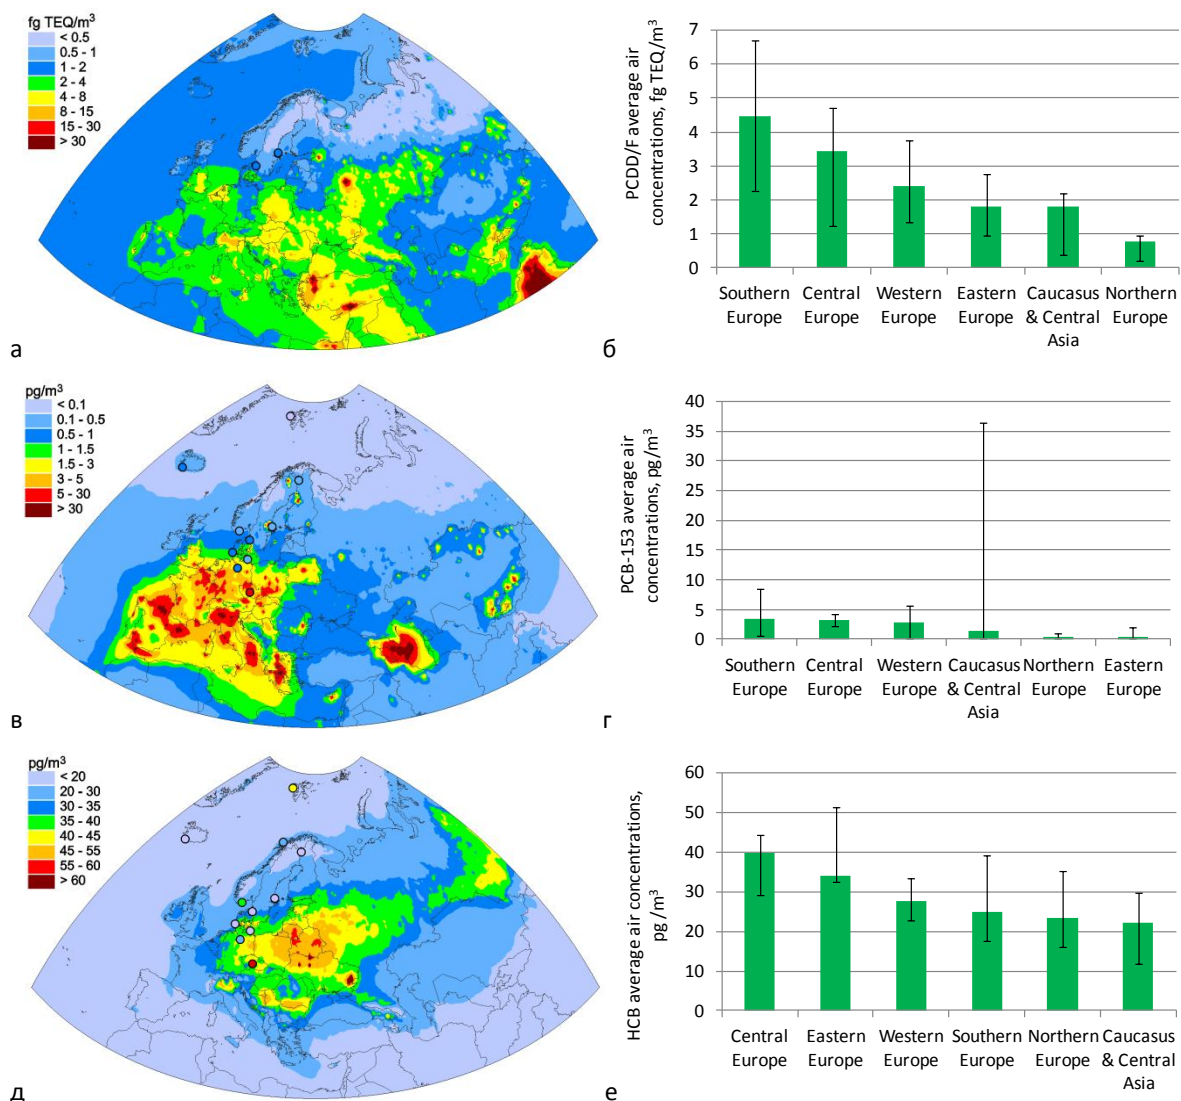 fg TEQ/m³
< 0.5
0.5 - 1
1 - 2
2 - 4
4 - 8
8 - 15
15 - 30
> 30
а
PCDD/F average air
concentrations, fg TEQ/m³
7
6
5
4
3
2
1
0
Southern
Europe
Central
Europe
Western
Europe
Eastern
Europe
Caucasus
& Central
Asia
Northern
Europe
б
pg/m³
< 0.1
0.1 - 0.5
0.5 - 1
1 - 1.5
1.5 - 3
3 - 5
5 - 30
> 30
в
PCB-153 average air
concentrations, pg/m³
40
35
30
25
20
15
10
5
0
Southern
Europe
Central
Europe
Western
Europe
Caucasus
& Central
Asia
Northern
Europe
Eastern
Europe
г
pg/m³
< 20
20 - 30
30 - 35
35 - 40
40 - 45
45 - 55
55 - 60
> 60
д
HCB average air concentrations,
pg /m³
60
50
40
30
20
10
0
Central
Europe
Eastern
Europe
Western
Europe
Southern
Europe
Northern
Europe
Caucasus
& Central
Asia
е